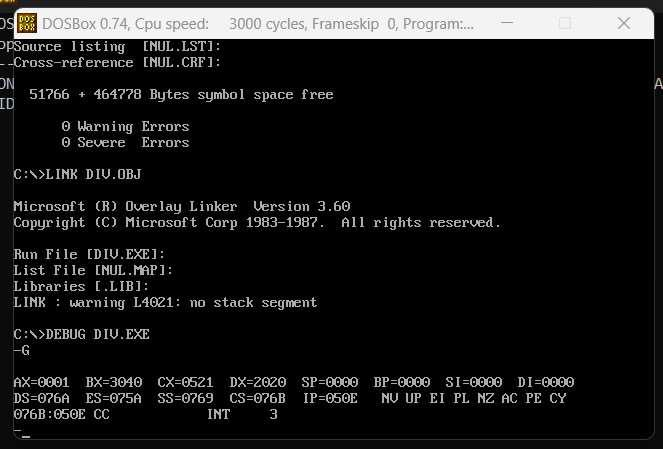 DOSBox 0.74, Cpu speed: 3000 cycles, Frameskip 0, Program:...
Source listing [NUL.LST]:
Cross-reference [NUL.CRF]:
51766 + 464778 Bytes symbol space free
0 Warning Errors
0 Severe Errors
C:\>LINK DIV.OBJ
Microsoft (R) Overlay Linker Version 3.60
Copyright (C) Microsoft Corp 1983-1987. All rights reserved.
Run File [DIV.EXE]:
List File [NUL.MAP]:
Libraries [.LIB]:
LINK : warning L4021: no stack segment
C:\>DEBUG DIV.EXE
-G
AX=0001 BX=3040 CX=0521 DX=2020 SP=0000 BP=0000 SI=0000 DI=0000
DS=076A ES=075A SS=0769 CS=076B IP=050E NV UP EI PL NZ AC PE CY
076B:050E CC INT 3
-_